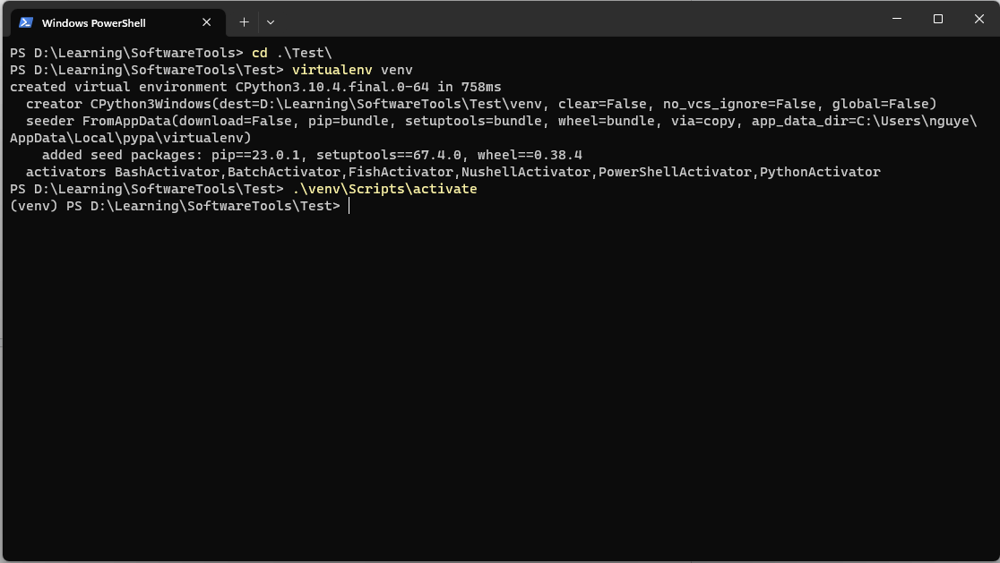 Windows PowerShell
PS D:\Learning\SoftwareTools> cd .\Test\
PS D:\Learning\SoftwareTools\Test> virtualenv venv
created virtual environment CPython3.10.4.final.0-64 in 758ms
  creator CPython3Windows(dest=D:\Learning\SoftwareTools\Test\venv, clear=False, no_vcs_ignore=False, global=False)
  seeder FromAppData(download=False, pip=bundle, setuptools=bundle, wheel=bundle, via=copy, app_data_dir=C:\Users\nguye\
AppData\Local\pypa\virtualenv)
    added seed packages: pip==23.0.1, setuptools==67.4.0, wheel==0.38.4
  activators BashActivator,BatchActivator,FishActivator,NushellActivator,PowerShellActivator,PythonActivator
PS D:\Learning\SoftwareTools\Test> .\venv\Scripts\activate
(venv) PS D:\Learning\SoftwareTools\Test>